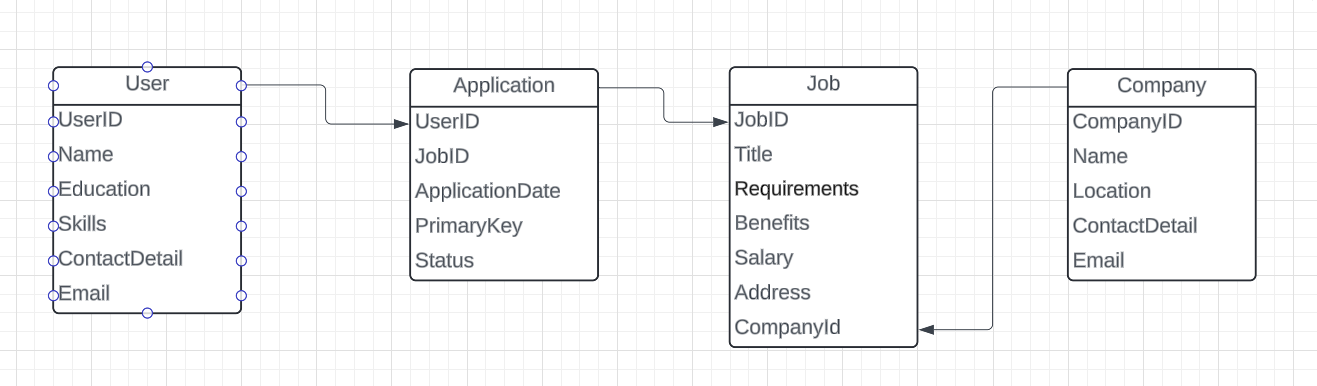 User
UserID
Name
Education
Skills
ContactDetail
Email
Application
UserID
JobID
ApplicationDate
PrimaryKey
Status
Job
JobID
Title
Requirements
Benefits
Salary
Address
CompanyId
Company
CompanyID
Name
Location
ContactDetail
Email